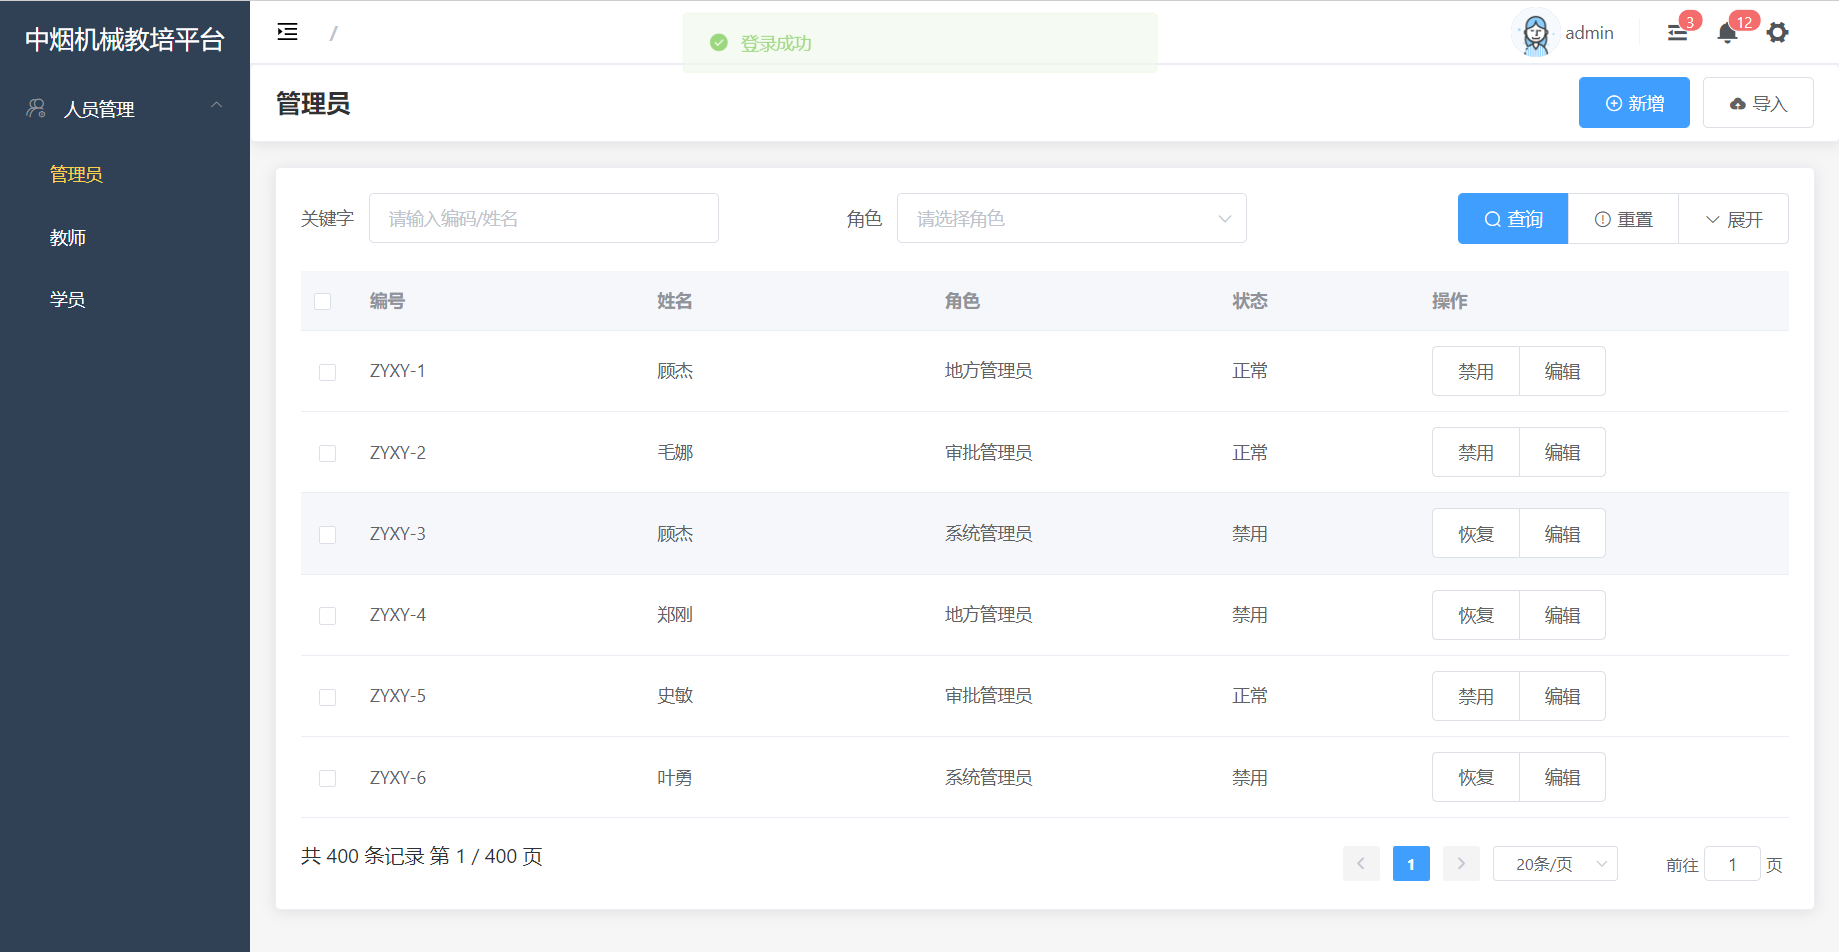 中烟机械教培平台
人员管理
管理员
教师
学员
/
登录成功
admin
3
12
管理员
新增
导入
关键字
请输入编码/姓名
角色
请选择角色
查询
重置
展开
编号 姓名 角色 状态 操作
ZYXY-1 顾杰 地方管理员 正常 禁用 编辑
ZYXY-2 毛娜 审批管理员 正常 禁用 编辑
ZYXY-3 顾杰 系统管理员 禁用 恢复 编辑
ZYXY-4 郑刚 地方管理员 禁用 恢复 编辑
ZYXY-5 史敏 审批管理员 正常 禁用 编辑
ZYXY-6 叶勇 系统管理员 禁用 恢复 编辑
共 400 条记录 第 1 / 400 页
1
20条/页
前往 1 页